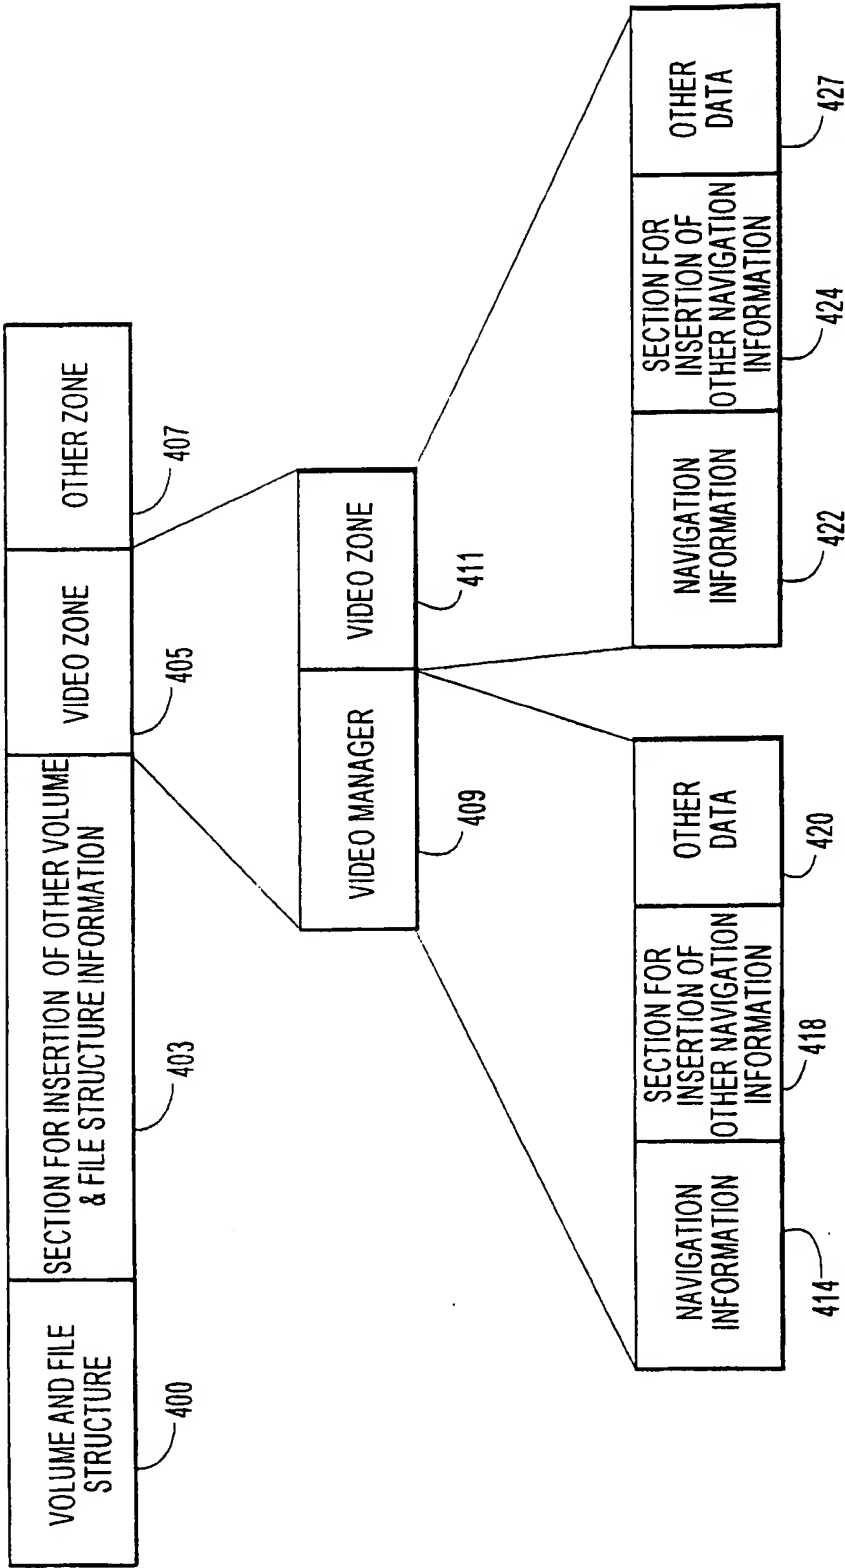 VOLUME AND FILE
STRUCTURE
400
SECTION FOR INSERTION OF OTHER VOLUME
& FILE STRUCTURE INFORMATION
403
VIDEO ZONE
405
OTHER ZONE
407
VIDEO MANAGER
409
VIDEO ZONE
411
NAVIGATION
INFORMATION
414
SECTION FOR
INSERTION OF
OTHER NAVIGATION
INFORMATION
418
OTHER
DATA
420
NAVIGATION
INFORMATION
422
SECTION FOR
INSERTION OF
OTHER NAVIGATION
INFORMATION
424
OTHER
DATA
427